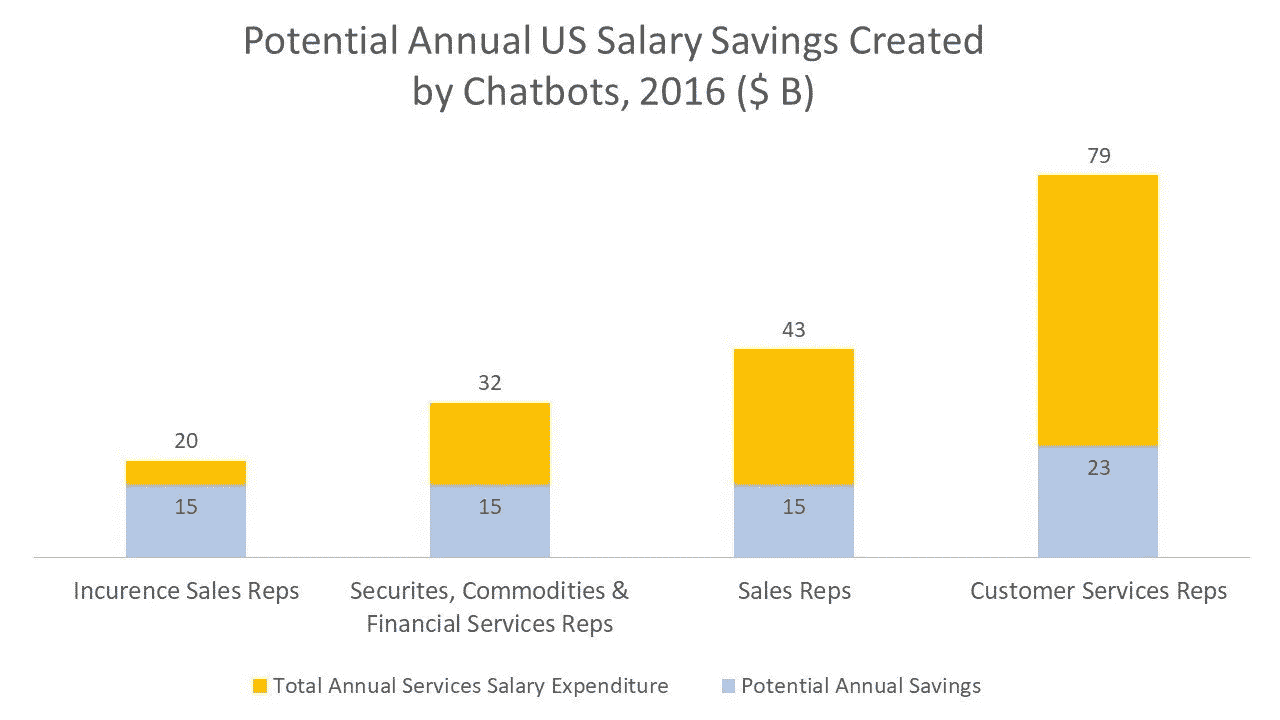 Potential Annual US Salary Savings Created
by Chatbots, 2016 ($ B)
79
43
32
20
15
15
15
23
Incurence Sales Reps
Securites, Commodities &
Financial Services Reps
Sales Reps
Customer Services Reps
Total Annual Services Salary Expenditure
Potential Annual Savings